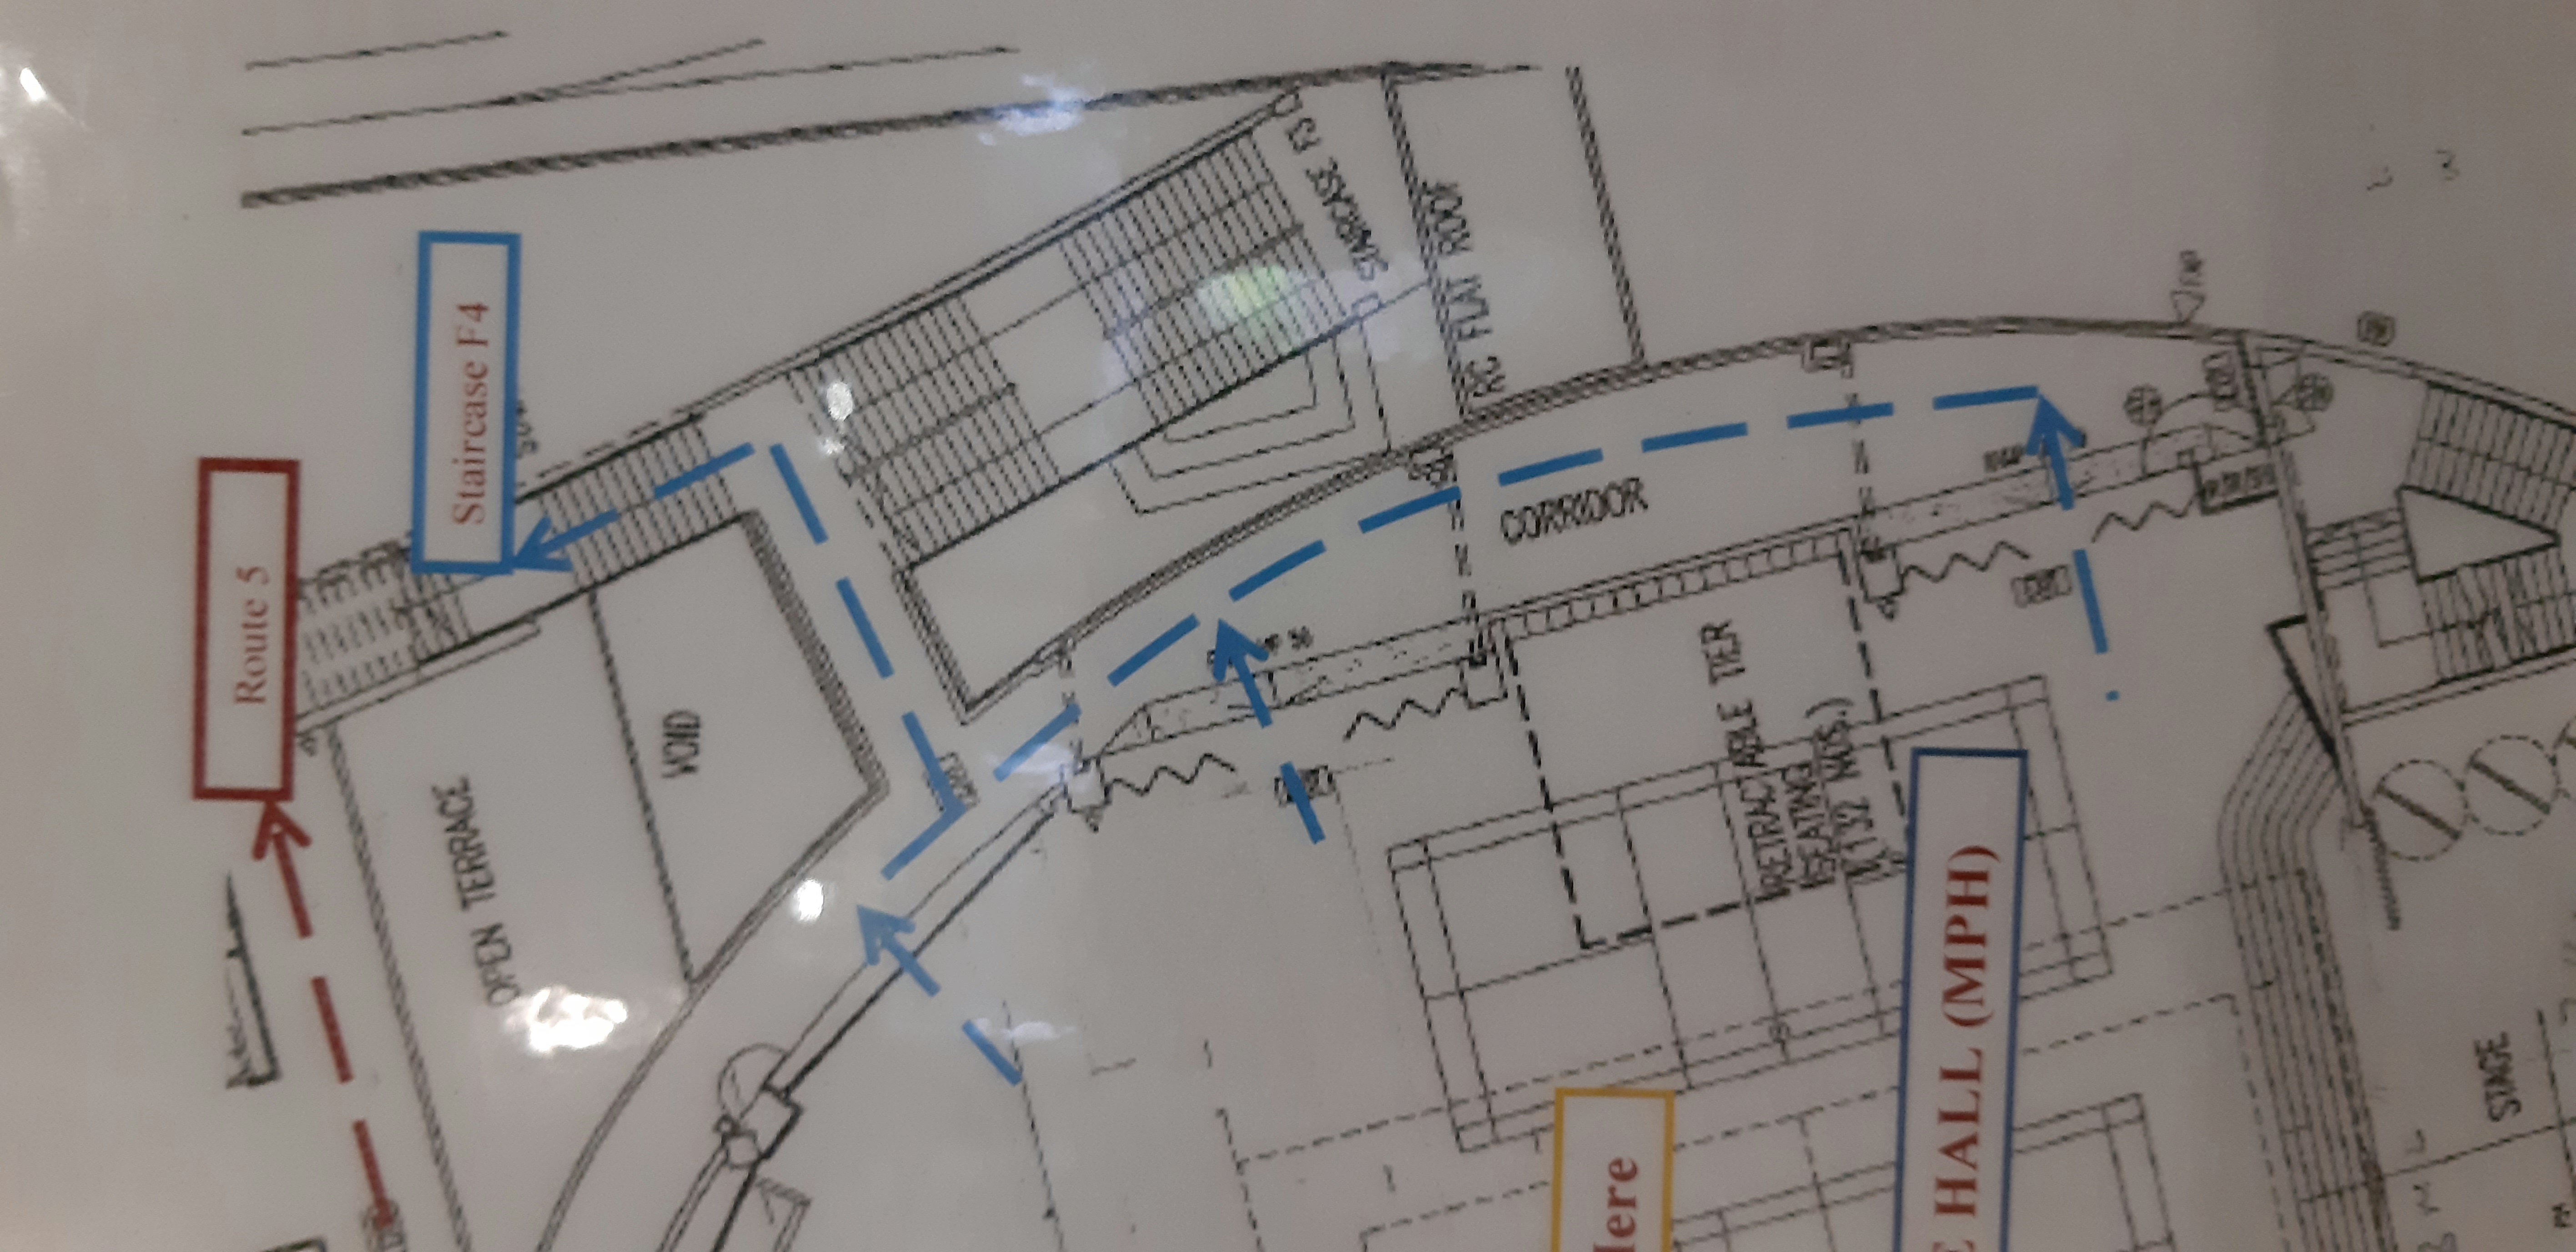 Route 5
OPEN TERRACE
Staircase F4
VOID
STAIRCASE F3
RC FLAT ROOF
CORRIDOR
Here
RETRACTABLE TIER
SEATING
(132 NOS.)
E HALL (MPH)
STAGE